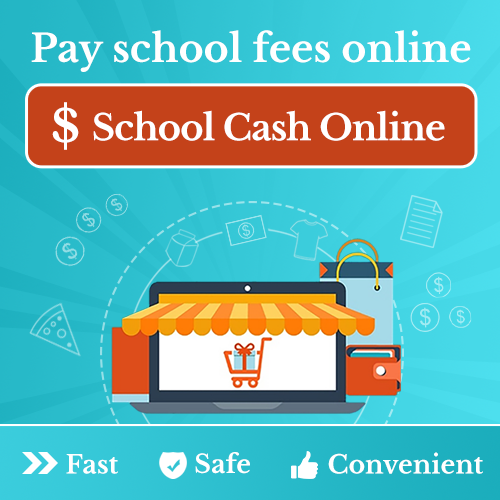 Pay school fees online
$ School Cash Online
Fast Safe Convenient